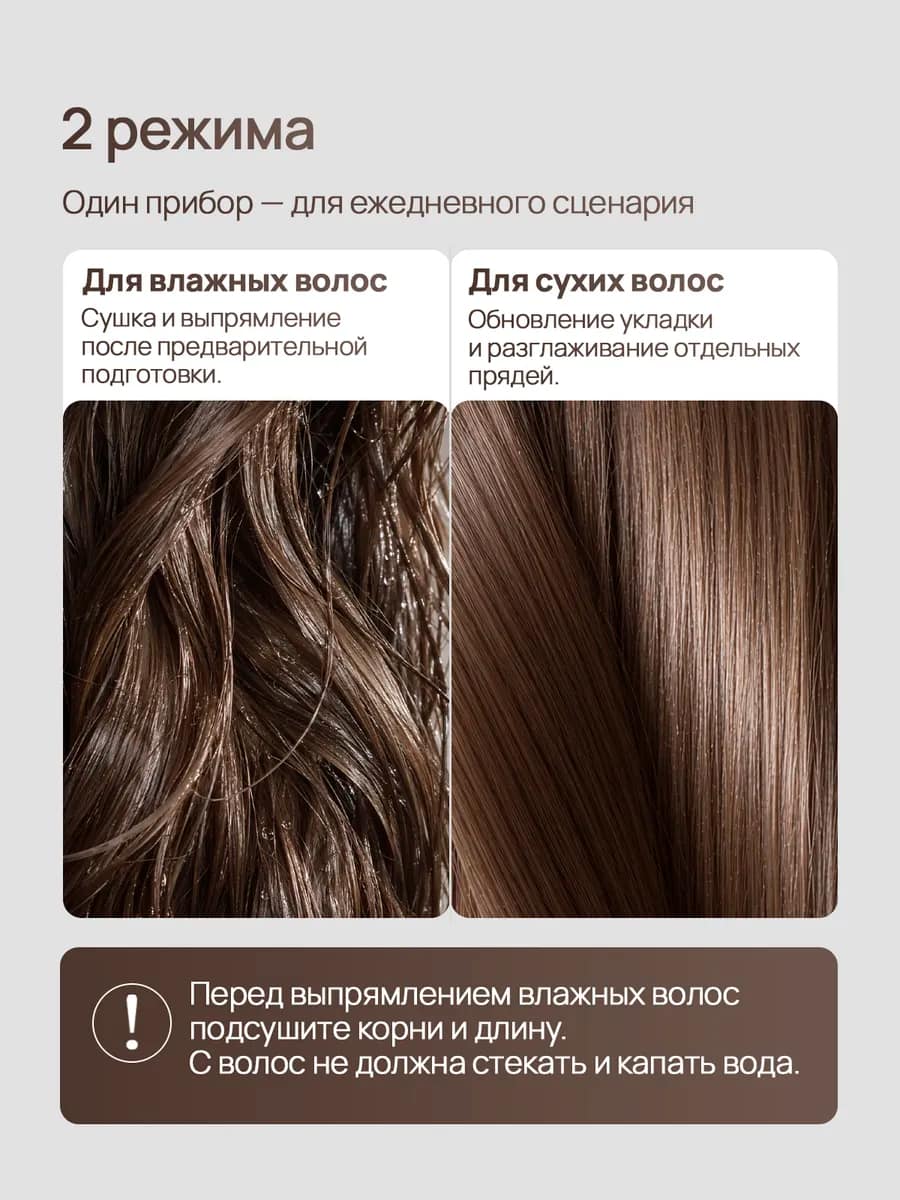 2 режима
Один прибор — для ежедневного сценария
Для влажных волос
Сушка и выпрямление
после предварительной
подготовки.
Для сухих волос
Обновление укладки
и разглаживание отдельных
прядей.
!
Перед выпрямлением влажных волос
подсушите корни и длину.
С волос не должна стекать и капать вода.